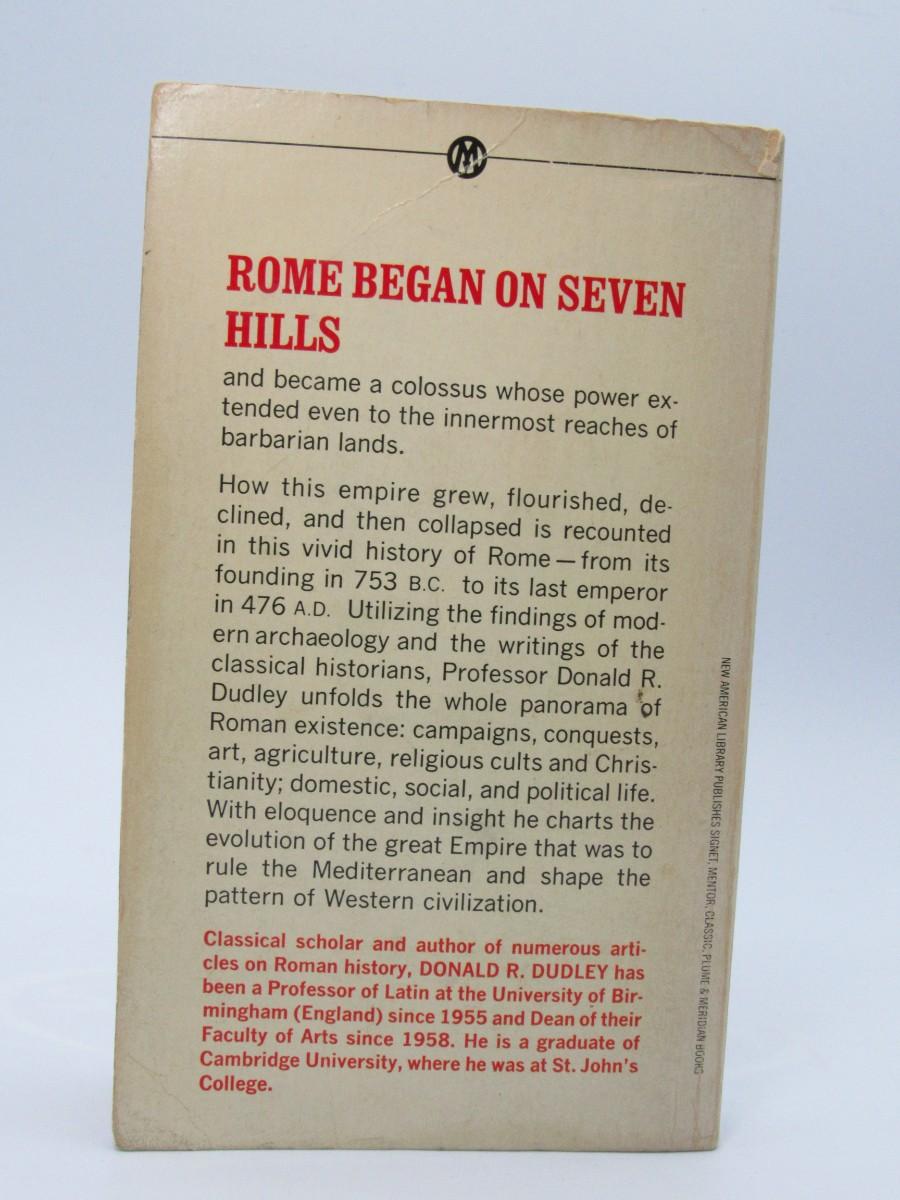 M
ROME BEGAN ON SEVEN
HILLS
and became a colossus whose power ex-
tended even to the innermost reaches of
barbarian lands.
How this empire grew, flourished, de-
clined, and then collapsed is recounted
in this vivid history of Rome — from its
founding in 753 B.C. to its last emperor
in 476 A.D. Utilizing the findings of mod-
ern archaeology and the writings of the
classical historians, Professor Donald R.
Dudley unfolds the whole panorama of
Roman existence: campaigns, conquests,
art, agriculture, religious cults and Chris-
tianity; domestic, social, and political life.
With eloquence and insight he charts the
evolution of the great Empire that was to
rule the Mediterranean and shape the
pattern of Western civilization.
Classical scholar and author of numerous arti-
cles on Roman history, DONALD R. DUDLEY has
been a Professor of Latin at the University of Bir-
mingham (England) since 1955 and Dean of their
Faculty of Arts since 1958. He is a graduate of
Cambridge University, where he was at St. John's
College.
NEW AMERICAN LIBRARY PUBLISHES SIGNET, MENTOR, CLASSIC, PLUME & MERIDIAN BOOKS